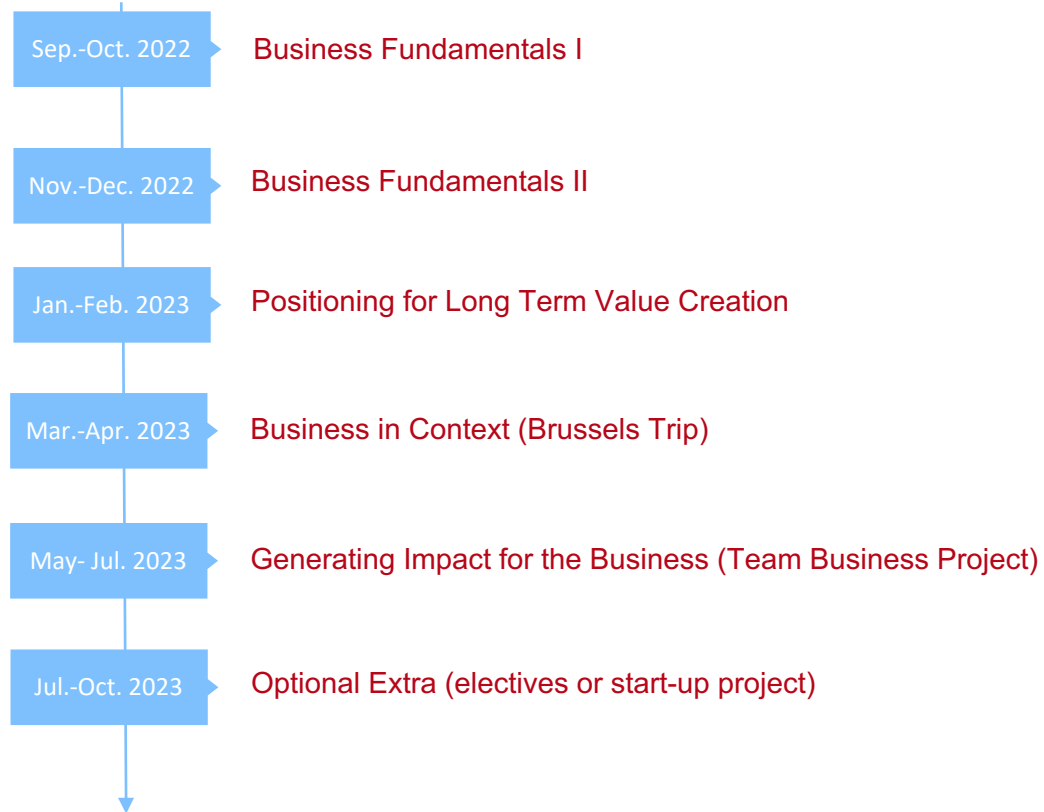 Sep.-Oct. 2022 Business Fundamentals I
Nov.-Dec. 2022 Business Fundamentals II
Jan.-Feb. 2023 Positioning for Long Term Value Creation
Mar.-Apr. 2023 Business in Context (Brussels Trip)
May- Jul. 2023 Generating Impact for the Business (Team Business Project)
Jul.-Oct. 2023 Optional Extra (electives or start-up project)